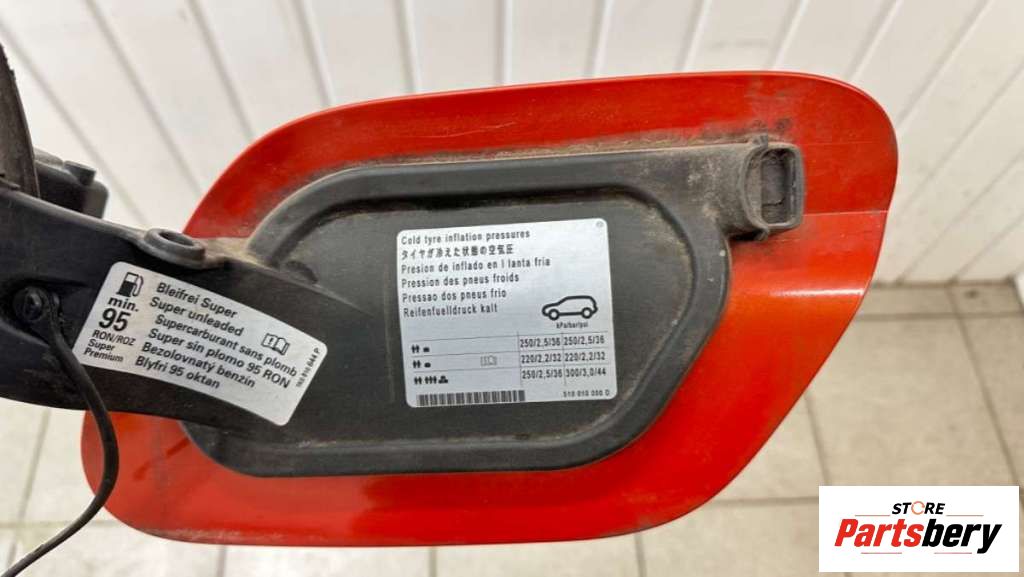 Cold tyre inflation pressures
タイヤが冷えた状態の空気圧
Presion de inflado en l lanta fria
Pression des pneus froids
Pressao dos pneus frio
Reifenfuelldruck kalt
kPa/bar/psi
250/2,5/36 250/2,5/36
220/2,2/32 220/2,2/32
250/2,5/36 300/3,0/44
510 010 000 D
min.
95
RON/ROZ
Super
Premium
Bleifrei Super
Super unleaded
Supercarburant sans plomb
Super sin plomo 95 RON
Bezolovnatý benzin
Blyfri 95 oktan
STORE
Partsbery